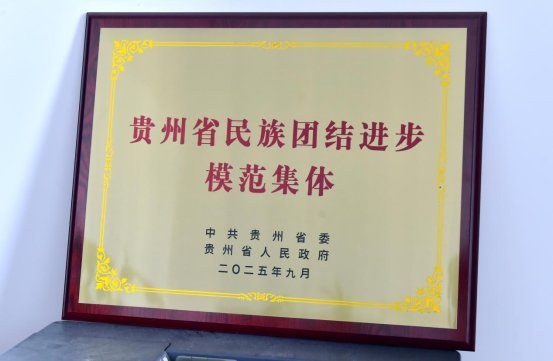 贵州省民族团结进步
模范集体
中共贵州省委
贵州省人民政府
二〇二五年九月